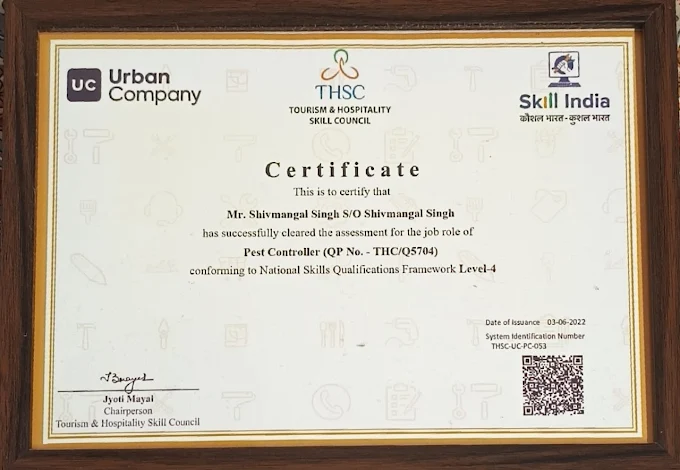 UC Urban
Company
THSC
TOURISM & HOSPITALITY
SKILL COUNCIL
Skill India
कौशल भारत - कुशल भारत
Certificate
This is to certify that
Mr. Shivmangal Singh S/O Shivmangal Singh
has successfully cleared the assessment for the job role of
Pest Controller (QP No. - THC/Q5704)
conforming to National Skills Qualifications Framework Level-4
Date of Issuance 03-06-2022
System Identification Number
THSC-UC-PC-053
Jyoti Mayal
Chairperson
Tourism & Hospitality Skill Council